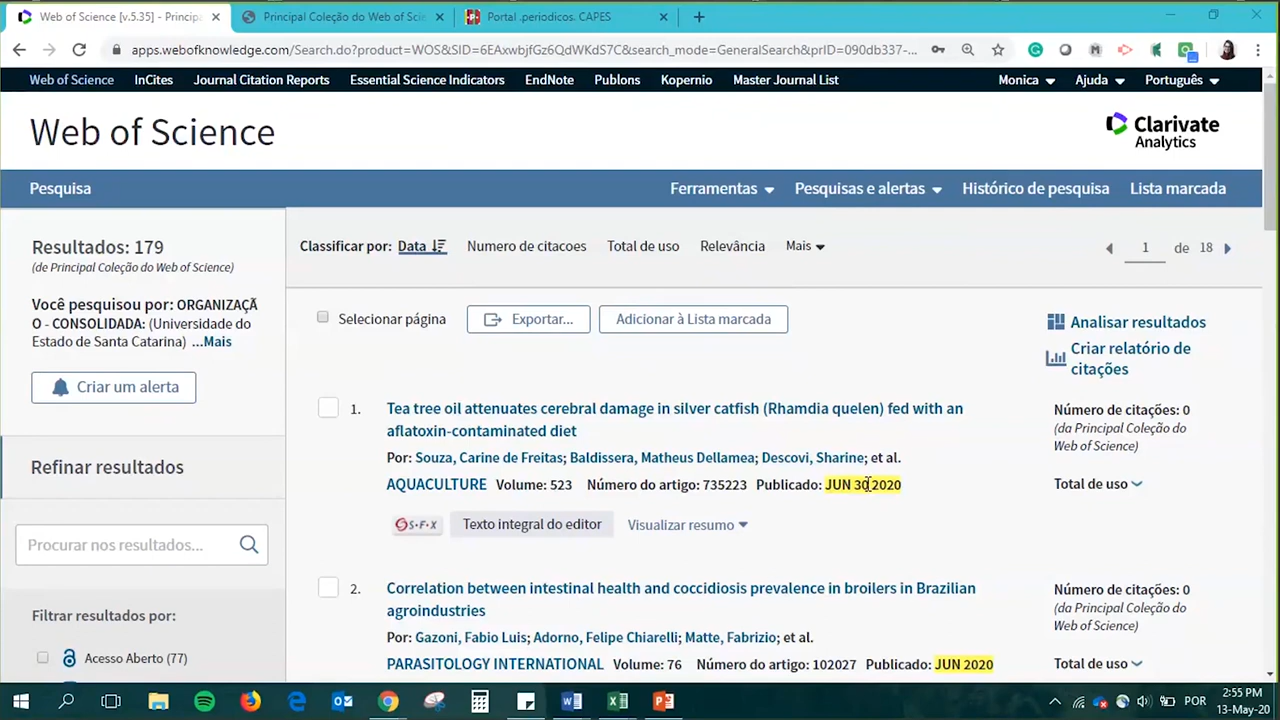 Web of Science [v.5.35] - Princip
Principal Coleção do Web of Scie
Portal .periodicos. CAPES
apps.webofknowledge.com/Search.do?product=WOS&SID=6EAxwbjfGz6QdWKdS7C&search_mode=GeneralSearch&prID=090db337-...
Web of Science InCites Journal Citation Reports Essential Science Indicators EndNote Publons Kopernio Master Journal List Monica Ajuda Português
Web of Science
Clarivate
Analytics
Pesquisa Ferramentas Pesquisas e alertas Histórico de pesquisa Lista marcada
Resultados: 179
(de Principal Coleção do Web of Science)
Você pesquisou por: ORGANIZAÇÃ
O - CONSOLIDADA: (Universidade do
Estado de Santa Catarina) ...Mais
Criar um alerta
Refinar resultados
Procurar nos resultados...
Filtrar resultados por:
Acesso Aberto (77)
Classificar por: Data Numero de citacoes Total de uso Relevância Mais
1 de 18
Selecionar página Exportar... Adicionar à Lista marcada
Analisar resultados
Criar relatório de
citações
1. Tea tree oil attenuates cerebral damage in silver catfish (Rhamdia quelen) fed with an
aflatoxin-contaminated diet
Por: Souza, Carine de Freitas; Baldissera, Matheus Dellamea; Descovi, Sharine; et al.
AQUACULTURE Volume: 523 Número do artigo: 735223 Publicado: JUN 30 2020
S·F·X Texto integral do editor Visualizar resumo
Número de citações: 0
(da Principal Coleção do
Web of Science)
Total de uso
2. Correlation between intestinal health and coccidiosis prevalence in broilers in Brazilian
agroindustries
Por: Gazoni, Fabio Luis; Adorno, Felipe Chiarelli; Matte, Fabrizio; et al.
PARASITOLOGY INTERNATIONAL Volume: 76 Número do artigo: 102027 Publicado: JUN 2020
Número de citações: 0
(da Principal Coleção do
Web of Science)
Total de uso
POR
2:55 PM
13-May-20